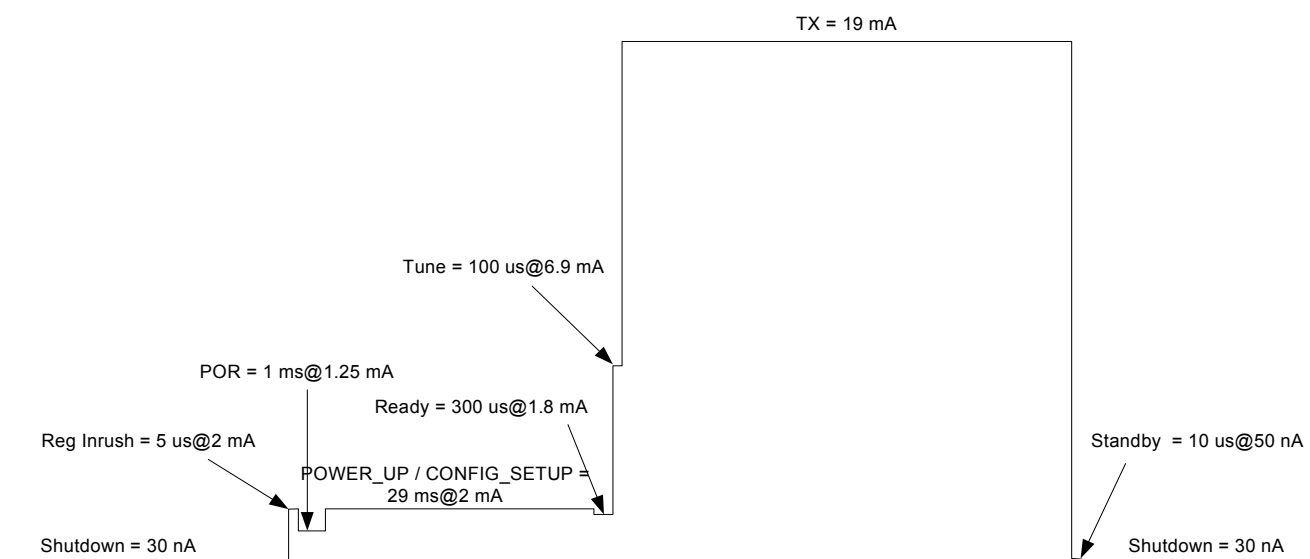 TX = 19 mA
Tune = 100 us@6.9 mA
POR = 1 ms@1.25 mA
Ready = 300 us@1.8 mA
Reg Inrush = 5 us@2 mA
Standby  = 10 us@50 nA
POWER_UP / CONFIG_SETUP =
29 ms@2 mA
Shutdown = 30 nA
Shutdown = 30 nA